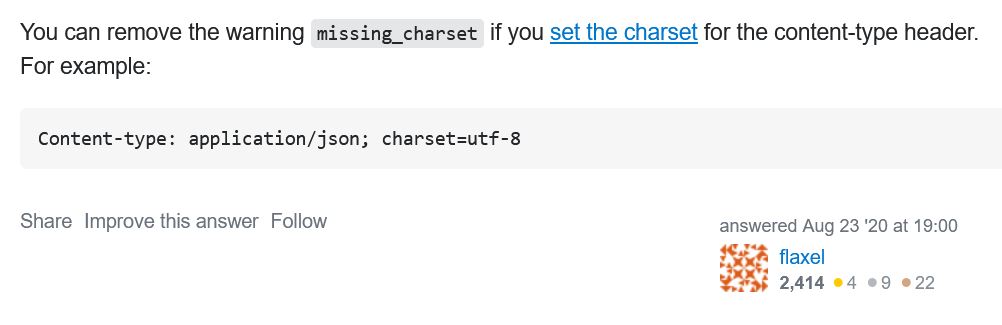 You can remove the warning missing_charset if you set the charset for the content-type header.
For example:
Content-type: application/json; charset=utf-8
Share Improve this answer Follow
answered Aug 23 '20 at 19:00
flaxel
2,414 ●4 ●9 ●22